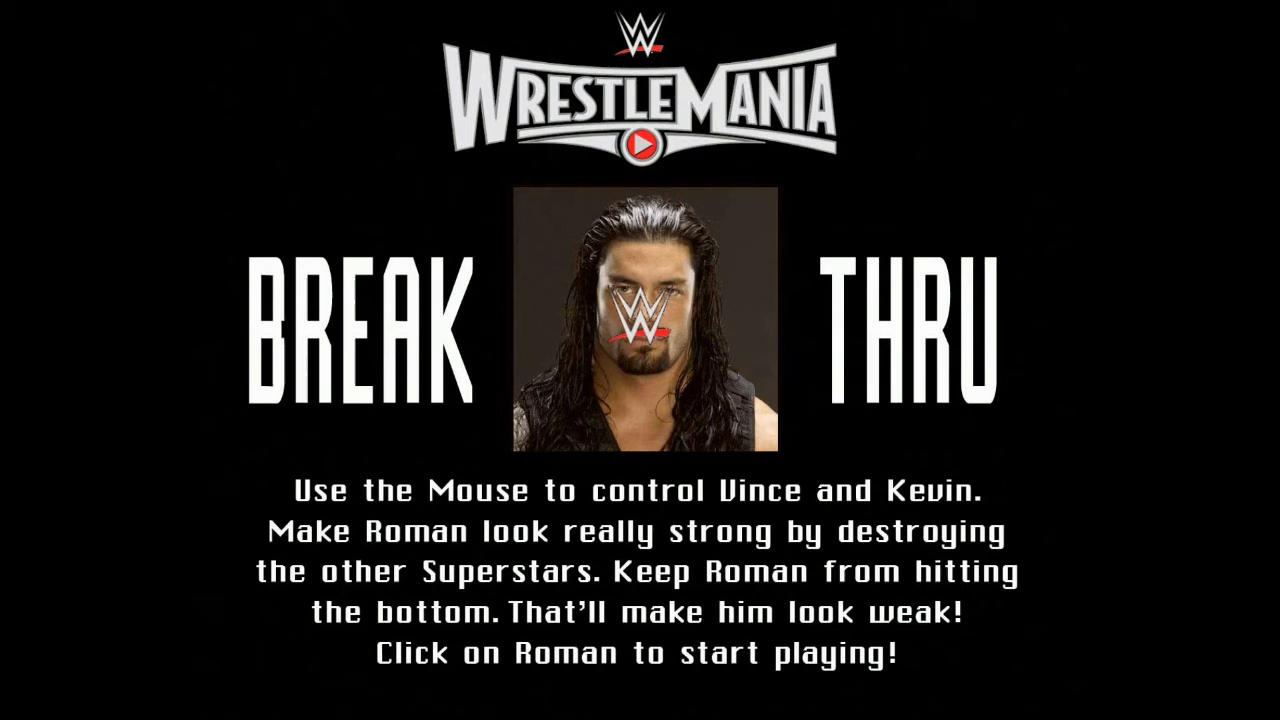 W
WRESTLEMANIA
BREAK
THRU
W
Use the Mouse to control Vince and Kevin.
Make Roman look really strong by destroying
the other Superstars. Keep Roman from hitting
the bottom. That'll make him look weak!
Click on Roman to start playing!